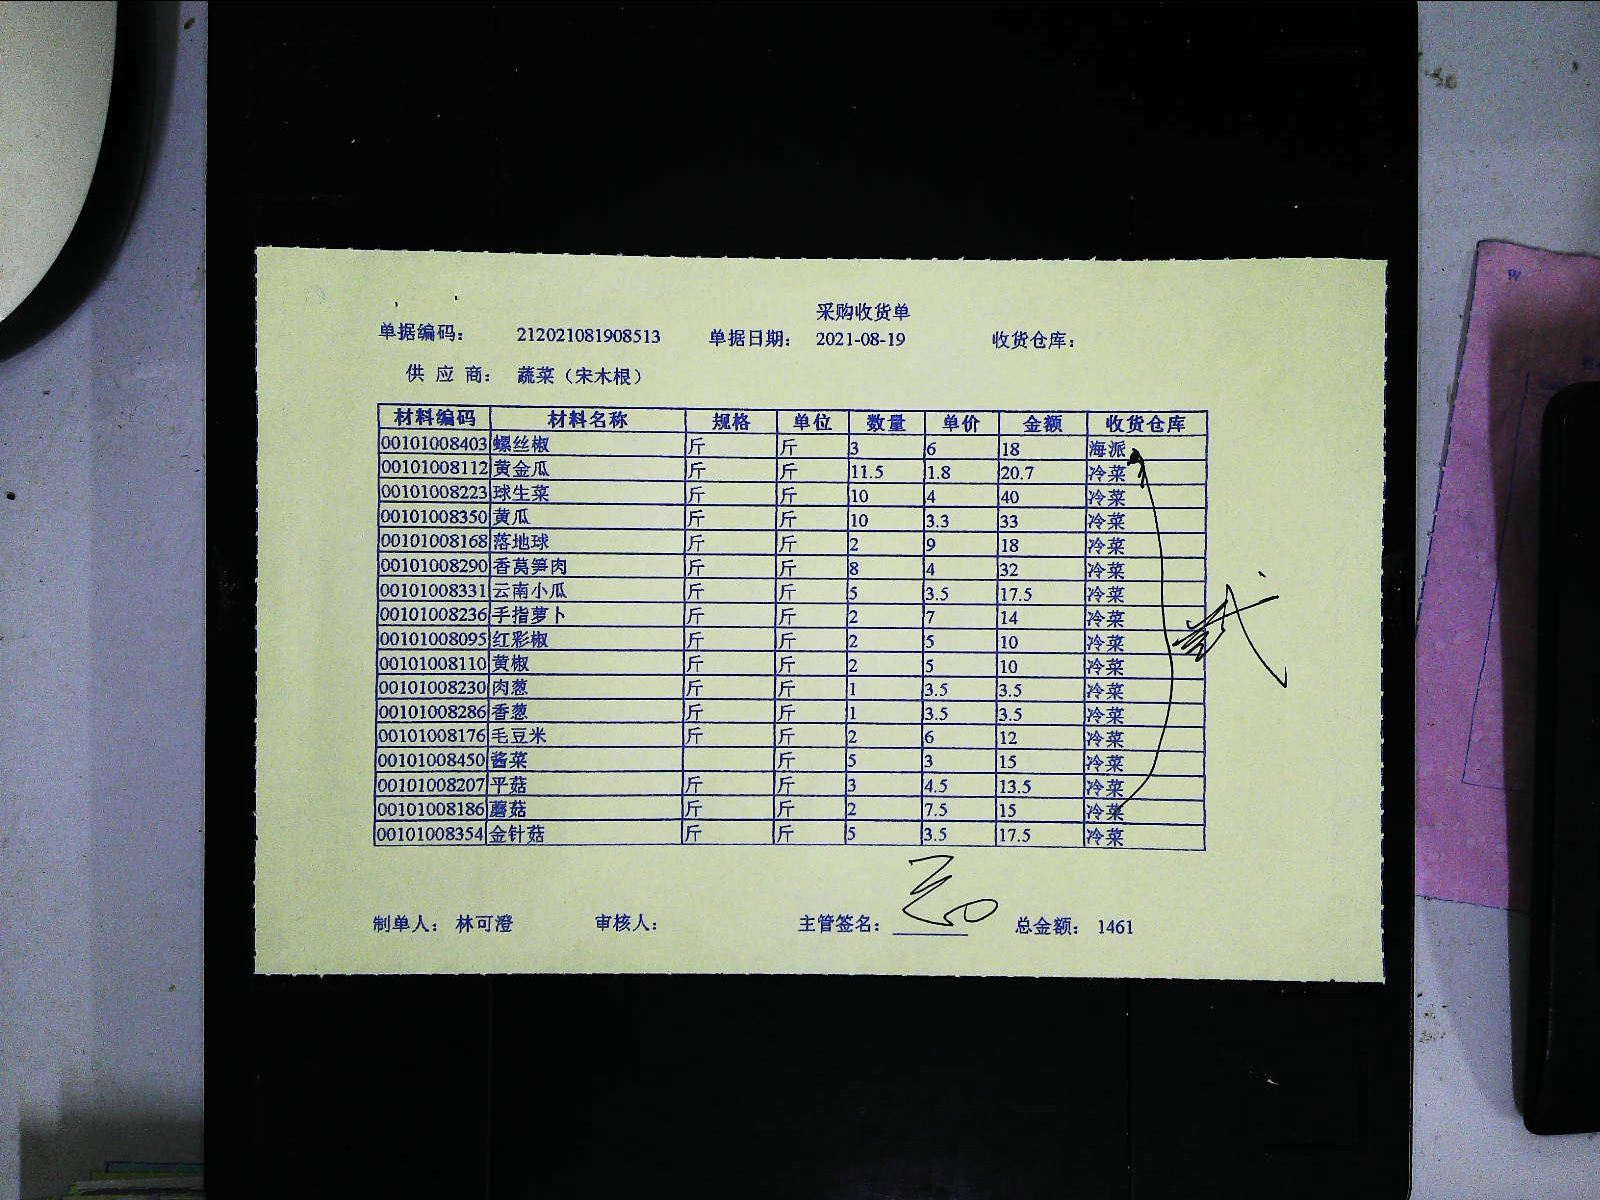 采购收货单
单据编码: 212021081908513 单据日期: 2021-08-19 收货仓库:
供 应 商: 蔬菜（宋木根）
材料编码 材料名称 规格 单位 数量 单价 金额 收货仓库
00101008403 螺丝椒 斤 斤 3 6 18 海派
00101008112 黄金瓜 斤 斤 11.5 1.8 20.7 冷菜
00101008223 球生菜 斤 斤 10 4 40 冷菜
00101008350 黄瓜 斤 斤 10 3.3 33 冷菜
00101008168 落地球 斤 斤 2 9 18 冷菜
00101008290 香莴笋肉 斤 斤 8 4 32 冷菜
00101008331 云南小瓜 斤 斤 5 3.5 17.5 冷菜
00101008236 手指萝卜 斤 斤 2 7 14 冷菜
00101008095 红彩椒 斤 斤 2 5 10 冷菜
00101008110 黄椒 斤 斤 2 5 10 冷菜
00101008230 肉葱 斤 斤 1 3.5 3.5 冷菜
00101008286 香葱 斤 斤 1 3.5 3.5 冷菜
00101008176 毛豆米 斤 斤 2 6 12 冷菜
00101008450 酱菜 斤 5 3 15 冷菜
00101008207 平菇 斤 斤 3 4.5 13.5 冷菜
00101008186 蘑菇 斤 斤 2 7.5 15 冷菜
00101008354 金针菇 斤 斤 5 3.5 17.5 冷菜
制单人: 林可澄 审核人: 主管签名: 总金额: 1461